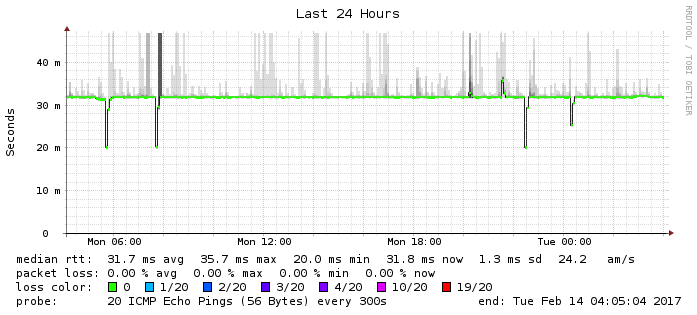 Last 24 Hours
RRDTOOL / TOBI OETIKER
Seconds
40 m
30 m
20 m
10 m
0
Mon 06:00 Mon 12:00 Mon 18:00 Tue 00:00
median rtt: 31.7 ms avg 35.7 ms max 20.0 ms min 31.8 ms now 1.3 ms sd 24.2 am/s
packet loss: 0.00 % avg 0.00 % max 0.00 % min 0.00 % now
loss color: 0 1/20 2/20 3/20 4/20 10/20 19/20
probe: 20 ICMP Echo Pings (56 Bytes) every 300s end: Tue Feb 14 04:05:04 2017